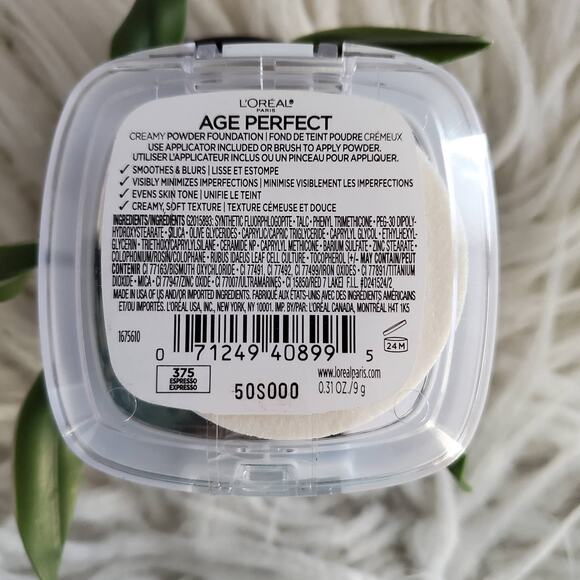 L'ORÉAL
PARIS
AGE PERFECT
CREAMY POWDER FOUNDATION | FOND DE TEINT POUDRE CRÉMEUX
USE APPLICATOR INCLUDED OR BRUSH TO APPLY POWDER.
UTILISER L'APPLICATEUR INCLUS OU UN PINCEAU POUR APPLIQUER.
✓ SMOOTHES & BLURS | LISSE ET ESTOMPE
✓ VISIBLY MINIMIZES IMPERFECTIONS | MINIMISE VISIBLEMENT LES IMPERFECTIONS
✓ EVENS SKIN TONE | UNIFIE LE TEINT
✓ CREAMY, SOFT TEXTURE | TEXTURE CÉMEUSE ET DOUCE
INGREDIENTS/INGRÉDIENTS G2015893: SYNTHETIC FLUORPHLOGOPITE • TALC • PHENYL TRIMETHICONE • PEG-30 DIPOLY-
HYDROXYSTEARATE • SILICA • OLIVE GLYCERIDES • CAPRYLIC/CAPRIC TRIGLYCERIDE • CAPRYLYL GLYCOL • ETHYLHEXYL-
GLYCERIN • TRIETHOXYCAPRYLYLSILANE • CERAMIDE NP • CAPRYLYL METHICONE • BARIUM SULFATE • ZINC STEARATE •
COLOPHONIUM/ROSIN/COLOPHANE • RUBUS IDAEUS LEAF CELL CULTURE • TOCOPHEROL [+/- MAY CONTAIN/PEUT
CONTENIR CI 77163/BISMUTH OXYCHLORIDE • CI 77491, CI 77492, CI 77499/IRON OXIDES • CI 77891/TITANIUM
DIOXIDE • MICA • CI 77947/ZINC OXIDE • CI 77007/ULTRAMARINES • CI 15850/RED 7 LAKE] F.I.L. #D241524/2
MADE IN USA OF US AND/OR IMPORTED INGREDIENTS. FABRIQUÉ AUX ÉTATS-UNIS AVEC DES INGRÉDIENTS AMÉRICAINS
ET/OU IMPORTÉS. L'ORÉAL USA, INC., NEW YORK, NY 10001. IMP. BY/PAR: L'ORÉAL CANADA, MONTRÉAL H4T 1K5
1675610
0 71249 40899 5
24 M
375
ESPRESSO
EXPRESSO
50S000
www.lorealparis.com
0.31 OZ./9 g